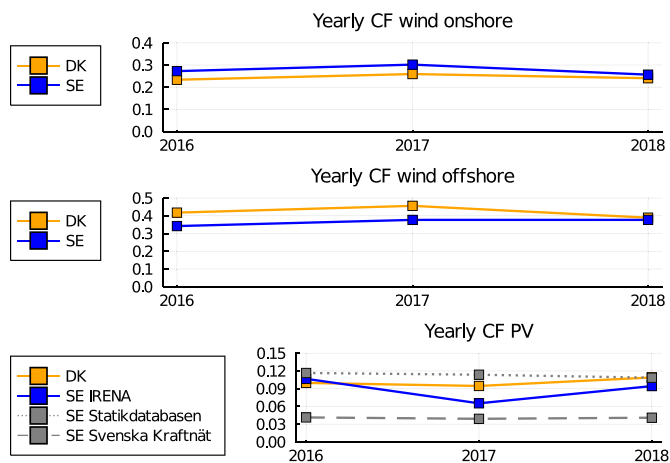 Yearly CF wind onshore
DK
SE
0.4
0.3
0.2
0.1
0.0
2016 2017 2018
Yearly CF wind offshore
DK
SE
0.5
0.4
0.3
0.2
0.1
0.0
2016 2017 2018
Yearly CF PV
DK
SE IRENA
SE Statikdatabasen
SE Svenska Kraftnät
0.15
0.12
0.09
0.06
0.03
0.00
2016 2017 2018